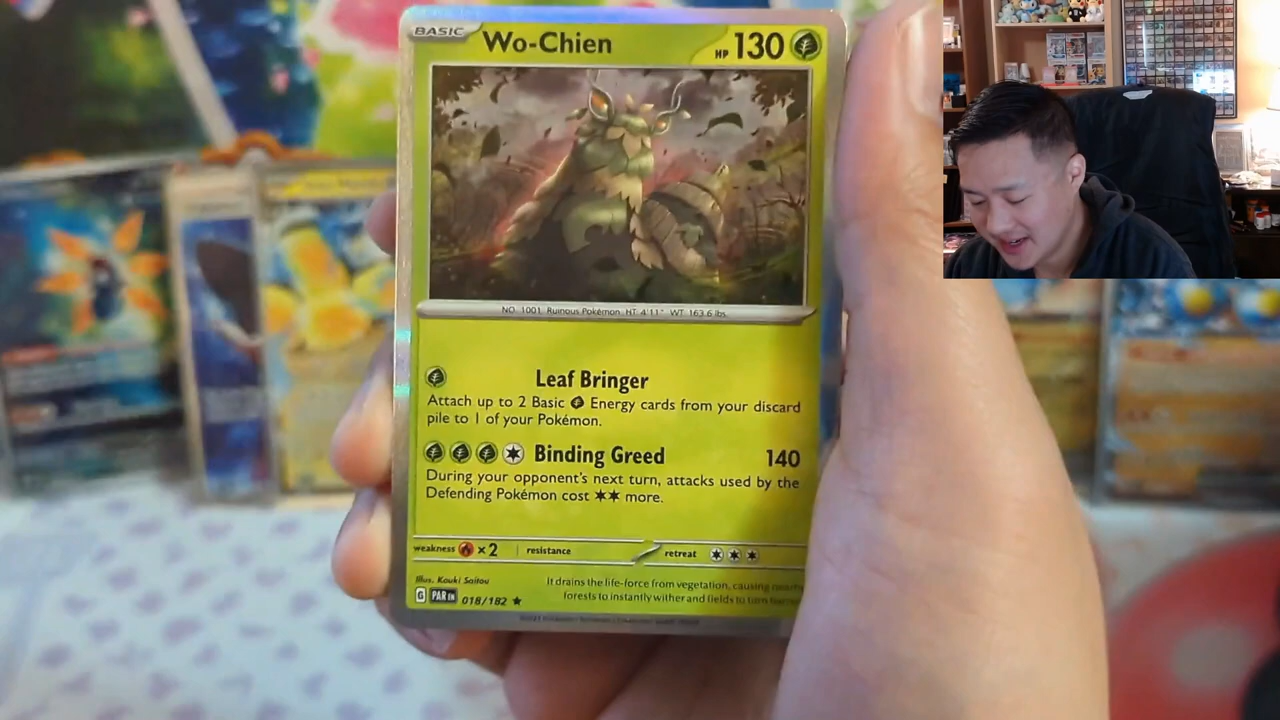 BASIC Wo-Chien HP 130
NO. 1001 Ruinous Pokémon HT 4'11" WT 163.6 lbs.
Leaf Bringer
Attach up to 2 Basic Energy cards from your discard
pile to 1 of your Pokémon.
Binding Greed 140
During your opponent's next turn, attacks used by the
Defending Pokémon cost more.
weakness ×2 resistance retreat
Illus. Kouki Saitou
It drains the life-force from vegetation, causing nearby
forests to instantly wither and fields to turn
G PAR EN 018/182 ★